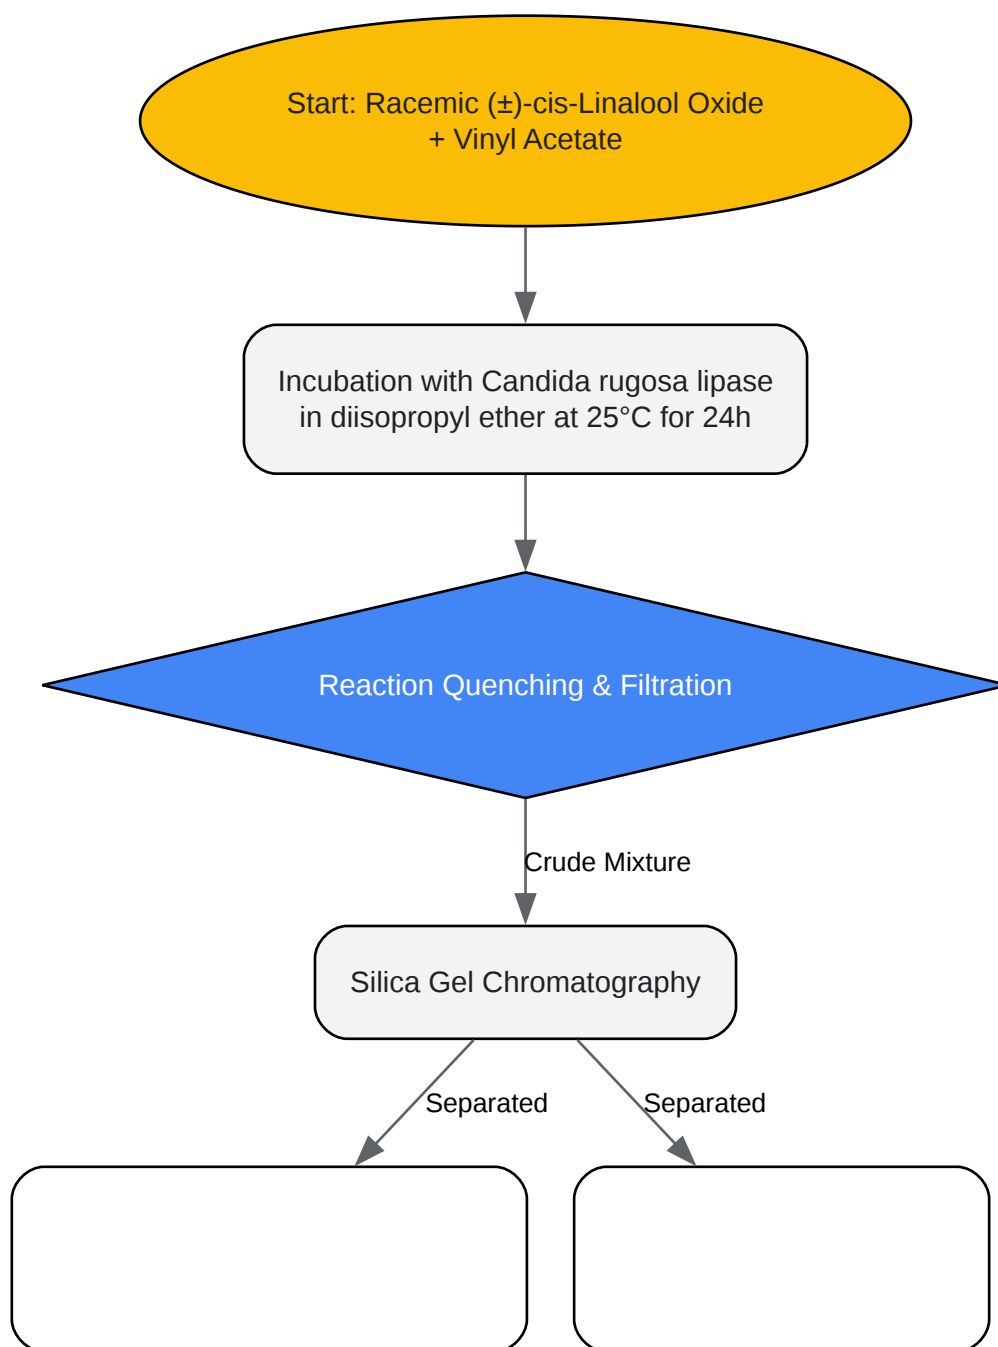 Start: Racemic (±)-cis-Linalool Oxide
+ Vinyl Acetate
Incubation with Candida rugosa lipase
in diisopropyl ether at 25°C for 24h
Reaction Quenching & Filtration
Crude Mixture
Silica Gel Chromatography
Separated
Separated